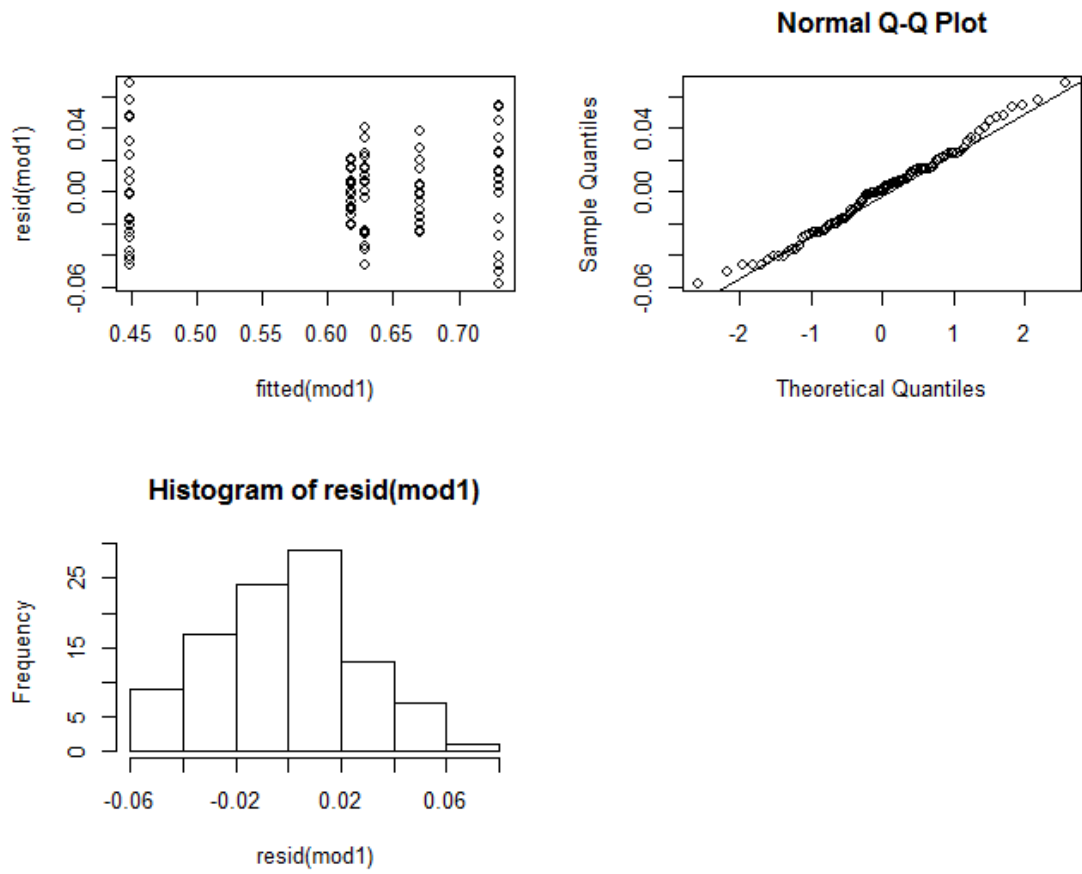 resid(mod1)
0.04
0.00
-0.06
0.45 0.50 0.55 0.60 0.65 0.70
fitted(mod1)
Normal Q-Q Plot
Sample Quantiles
0.04
0.00
-0.06
-2 -1 0 1 2
Theoretical Quantiles
Histogram of resid(mod1)
Frequency
25
15
5
0
-0.06 -0.02 0.02 0.06
resid(mod1)